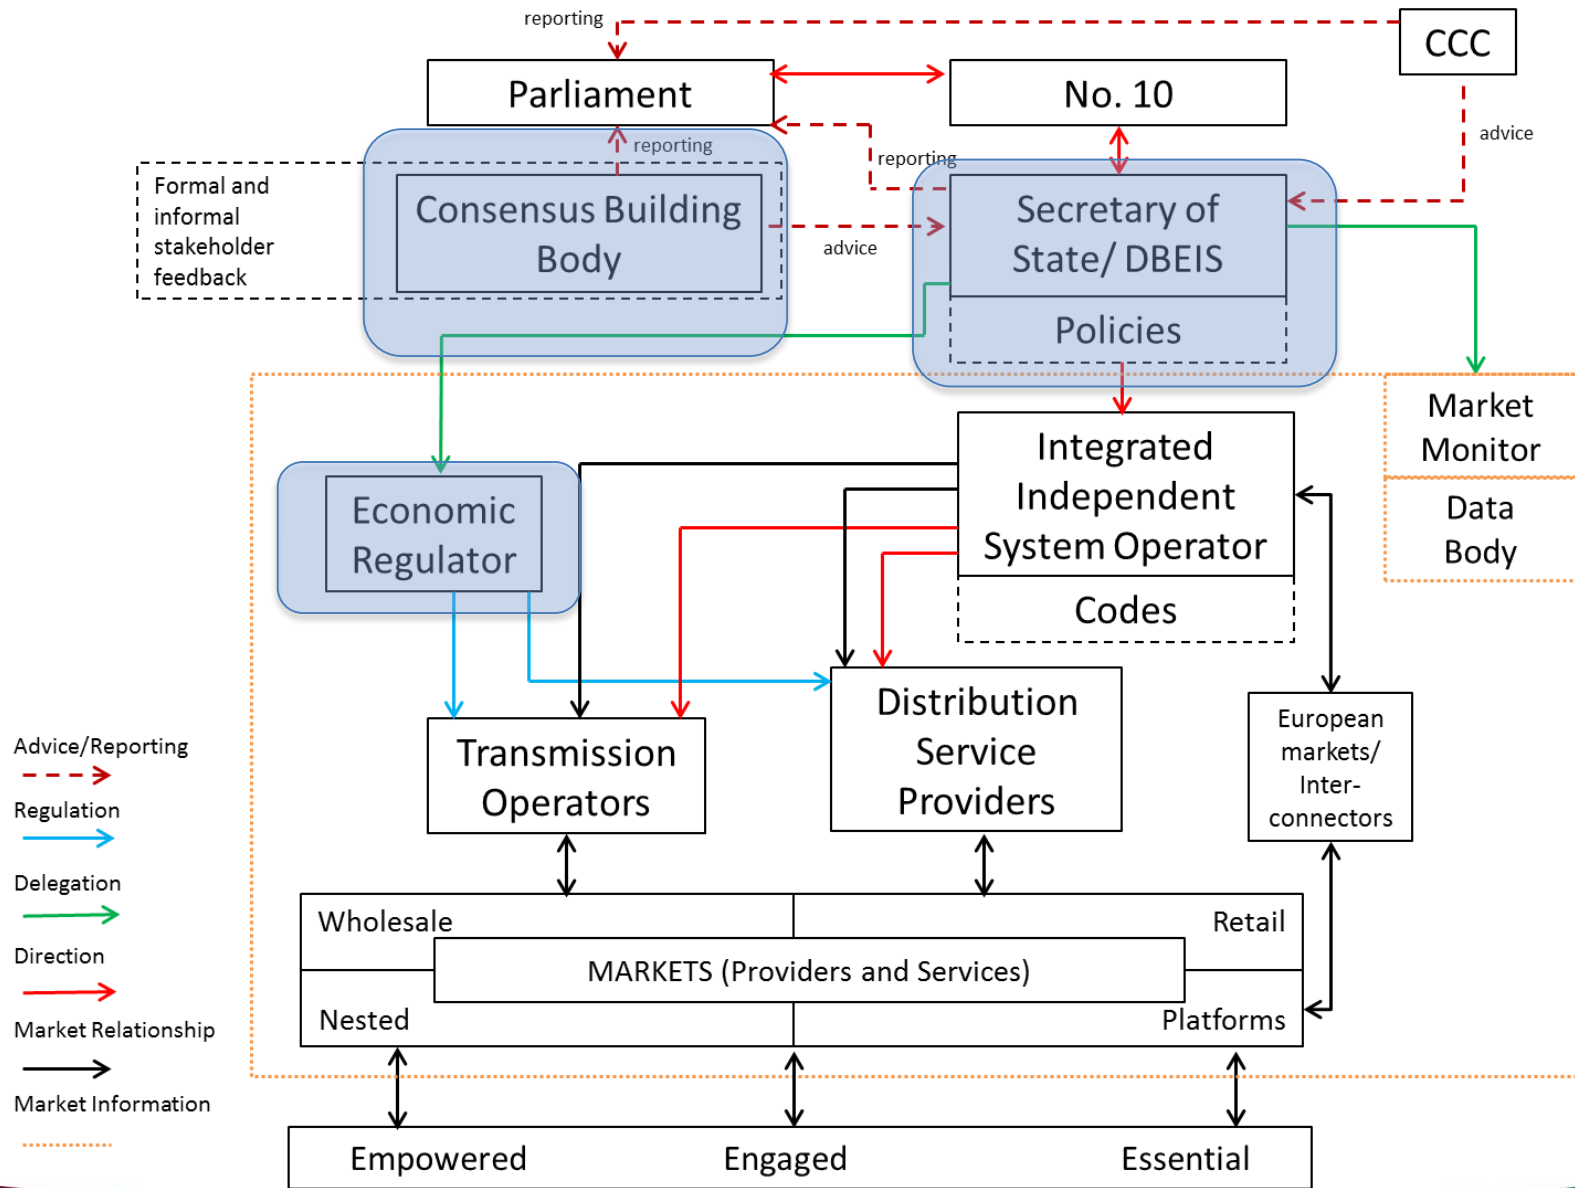 reporting
CCC
Parliament
No. 10
advice
reporting
reporting
Formal and
informal
stakeholder
feedback
Consensus Building
Body
advice
Secretary of
State/ DBEIS
Policies
Market
Monitor
Data
Body
Integrated
Independent
System Operator
Codes
Economic
Regulator
Distribution
Service
Providers
Transmission
Operators
European
markets/
Inter-
connectors
Advice/Reporting
Regulation
Delegation
Direction
Market Relationship
Market Information
Wholesale
Retail
MARKETS (Providers and Services)
Nested
Platforms
Empowered
Engaged
Essential